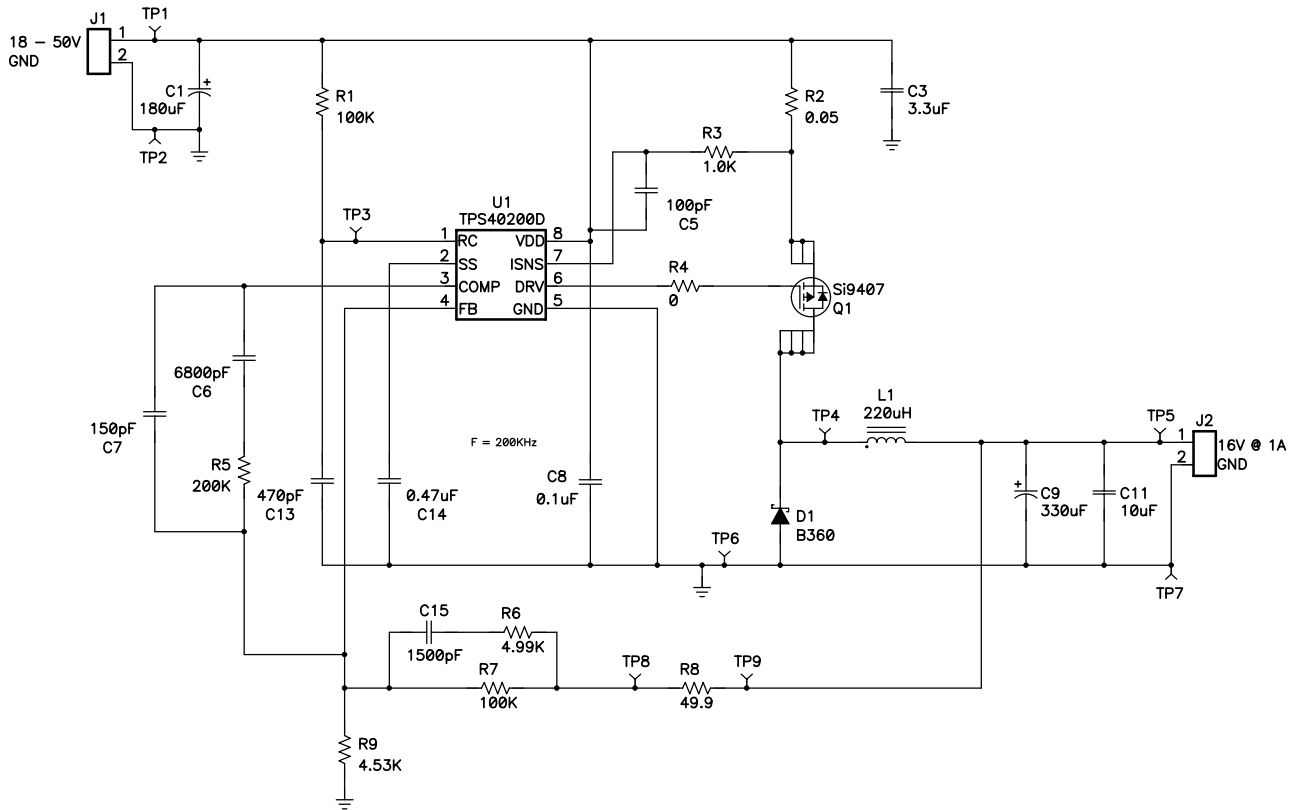 J1
TP1
18 – 50V
GND
1
2
C1
180uF
+
TP2
R1
100K
R2
0.05
C3
3.3uF
R3
1.0K
100pF
C5
U1
TPS40200D
TP3
1 RC VDD 8
2 SS ISNS 7
3 COMP DRV 6
4 FB GND 5
R4
0
Si9407
Q1
6800pF
C6
150pF
C7
R5
200K
470pF
C13
0.47uF
C14
F = 200KHz
C8
0.1uF
TP4
L1
220uH
TP5
J2
1
2
16V @ 1A
GND
D1
B360
+
C9
330uF
C11
10uF
TP6
TP7
C15
1500pF
R6
4.99K
R7
100K
TP8
R8
49.9
TP9
R9
4.53K